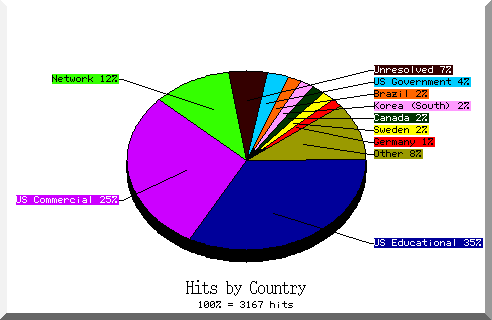 Unresolved 7%
Network 12%
US Government 4%
Brazil 2%
Korea (South) 2%
Canada 2%
Sweden 2%
Germany 1%
Other 8%
US Commercial 25%
US Educational 35%
Hits by Country
100% = 3167 hits